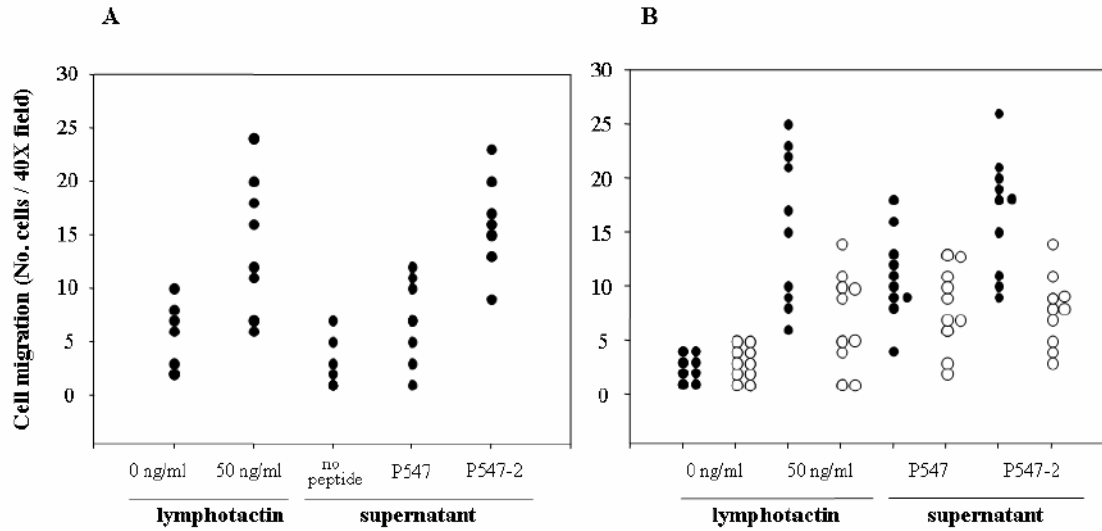 A
B
Cell migration (No. cells / 40X field)
30
25
20
15
10
5
0
0 ng/ml
50 ng/ml
no
peptide
P547
P547-2
lymphotactin
supernatant
30
25
20
15
10
5
0
0 ng/ml
50 ng/ml
P547
P547-2
lymphotactin
supernatant